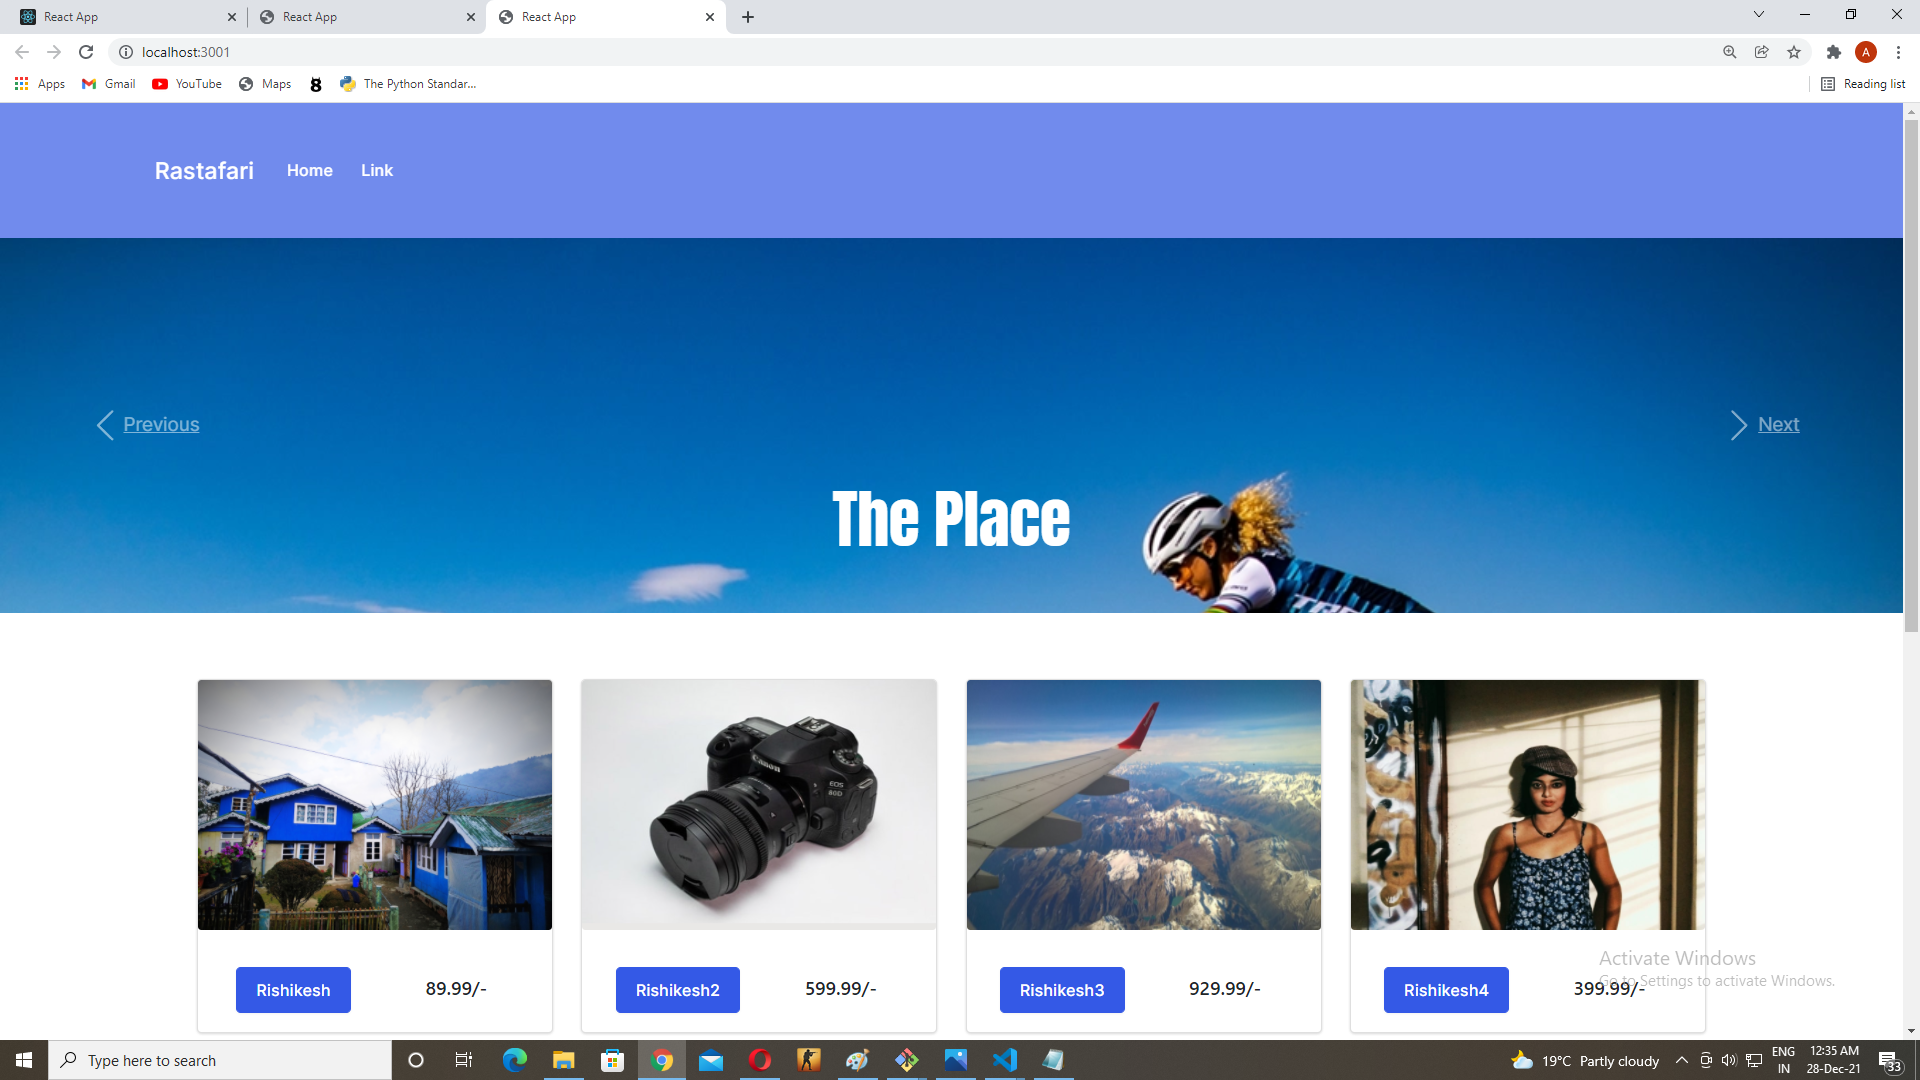 React App
React App
React App
localhost:3001
A
Apps
Gmail
YouTube
Maps
The Python Standar...
Reading list
Rastafari
Home
Link
Previous
Next
The Place
Canon
EOS
80D
Rishikesh
89.99/-
Rishikesh2
599.99/-
Rishikesh3
929.99/-
Rishikesh4
399.99/-
Activate Windows
Go to Settings to activate Windows.
Type here to search
19°C Partly cloudy
ENG
IN
12:35 AM
28-Dec-21
33